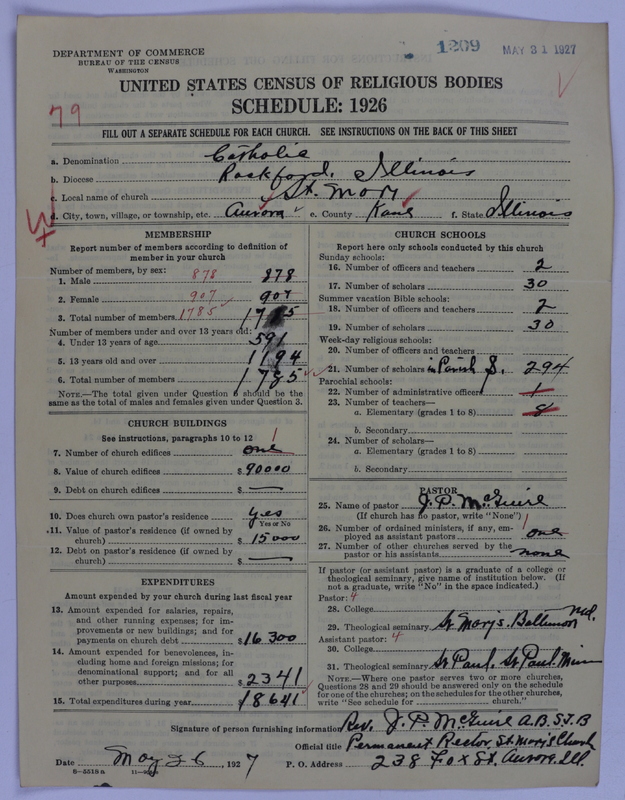 1209 MAY 31 1927
DEPARTMENT OF COMMERCE
BUREAU OF THE CENSUS
WASHINGTON
UNITED STATES CENSUS OF RELIGIOUS BODIES
SCHEDULE: 1926
79
FILL OUT A SEPARATE SCHEDULE FOR EACH CHURCH. SEE INSTRUCTIONS ON THE BACK OF THIS SHEET
a. Denomination Catholic
b. Diocese Rockford, Illinois
c. Local name of church St. Mary
d. City, town, village, or township, etc. Aurora e. County Kane f. State Illinois
MEMBERSHIP
Report number of members according to definition of
member in your church
Number of members, by sex:
1. Male 878 878
2. Female 907 907
3. Total number of members 1785 1785
Number of members under and over 13 years old:
4. Under 13 years of age 591
5. 13 years old and over 1194
6. Total number of members 1785
NOTE.—The total given under Question 6 should be the
same as the total of males and females given under Question 3.
CHURCH BUILDINGS
See instructions, paragraphs 10 to 12
7. Number of church edifices one 1
8. Value of church edifices $ 90000
9. Debt on church edifices $ —
10. Does church own pastor's residence yes
Yes or No
11. Value of pastor's residence (if owned by
church) $ 15000
12. Debt on pastor's residence (if owned by
church) $ —
EXPENDITURES
Amount expended by your church during last fiscal year
13. Amount expended for salaries, repairs,
and other running expenses; for im-
provements or new buildings; and for
payments on church debt $ 16300
14. Amount expended for benevolences, in-
cluding home and foreign missions; for
denominational support; and for all
other purposes $ 2341
15. Total expenditures during year $ 18641
CHURCH SCHOOLS
Report here only schools conducted by this church
Sunday schools:
16. Number of officers and teachers 2
17. Number of scholars 30
Summer vacation Bible schools:
18. Number of officers and teachers 2
19. Number of scholars 30
Week-day religious schools:
20. Number of officers and teachers
21. Number of scholars in Parish S. 294
Parochial schools:
22. Number of administrative officers 1
23. Number of teachers—
a. Elementary (grades 1 to 8) 8
b. Secondary
24. Number of scholars—
a. Elementary (grades 1 to 8)
b. Secondary
PASTOR
25. Name of pastor J. P. McGuire
(If church has no pastor, write "None")
26. Number of ordained ministers, if any, em-
ployed as assistant pastors one 1
27. Number of other churches served by the
pastor or his assistants none
If pastor (or assistant pastor) is a graduate of a college or
theological seminary, give name of institution below. (If
not a graduate, write "No" in the space indicated.)
Pastor: 4
28. College
29. Theological seminary St Mary's Baltimore Md.
Assistant pastor: 4
30. College
31. Theological seminary St Paul, St Paul, Minn
NOTE.—Where one pastor serves two or more churches,
Questions 28 and 29 should be answered only on the schedule
for one of the churches; on the schedules for the other churches,
write "See schedule for church."
Signature of person furnishing information Rev. J. P. McGuire A.B. S.T.B
Official title Permanent Rector, St. Mary's Church
Date May 26 1927 P. O. Address 238 Fox St. Aurora, Ill.
8-5518 a